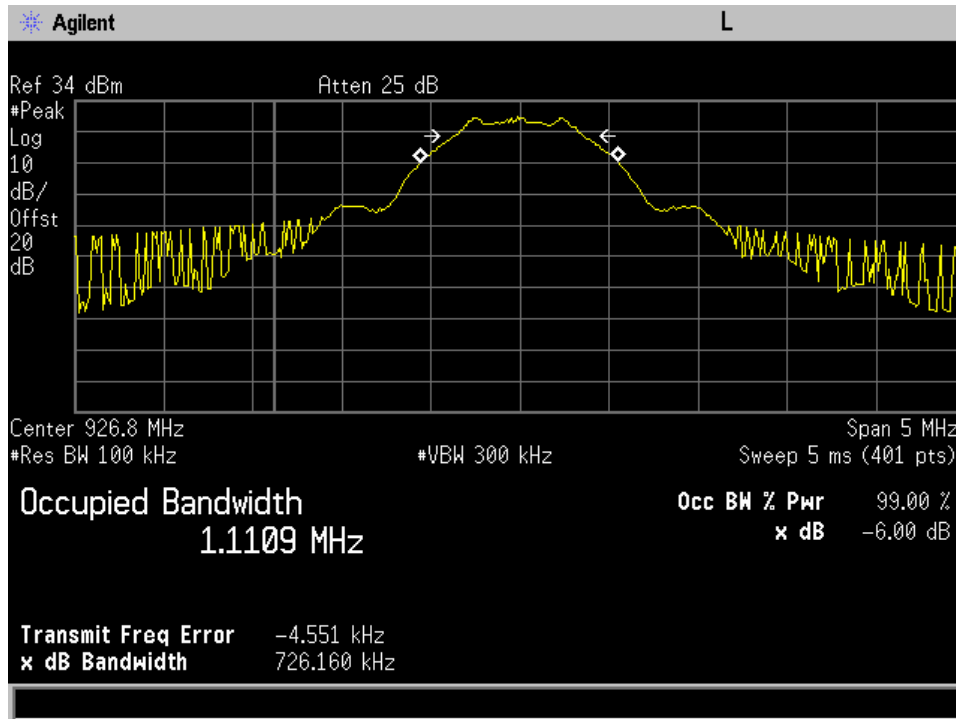 Agilent L
Ref 34 dBm Atten 25 dB
#Peak
Log
10
dB/
Offst
20
dB
Center 926.8 MHz Span 5 MHz
#Res BW 100 kHz #VBW 300 kHz Sweep 5 ms (401 pts)
Occupied Bandwidth Occ BW % Pwr 99.00 %
1.1109 MHz x dB -6.00 dB
Transmit Freq Error -4.551 kHz
x dB Bandwidth 726.160 kHz